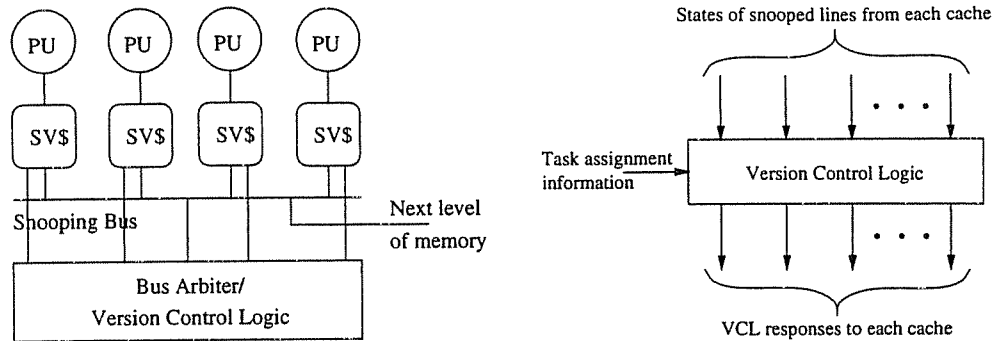 PU PU PU PU
SV$ SV$ SV$ SV$
Snooping Bus
Next level
of memory
Bus Arbiter/
Version Control Logic
States of snooped lines from each cache
Task assignment
information
Version Control Logic
VCL responses to each cache